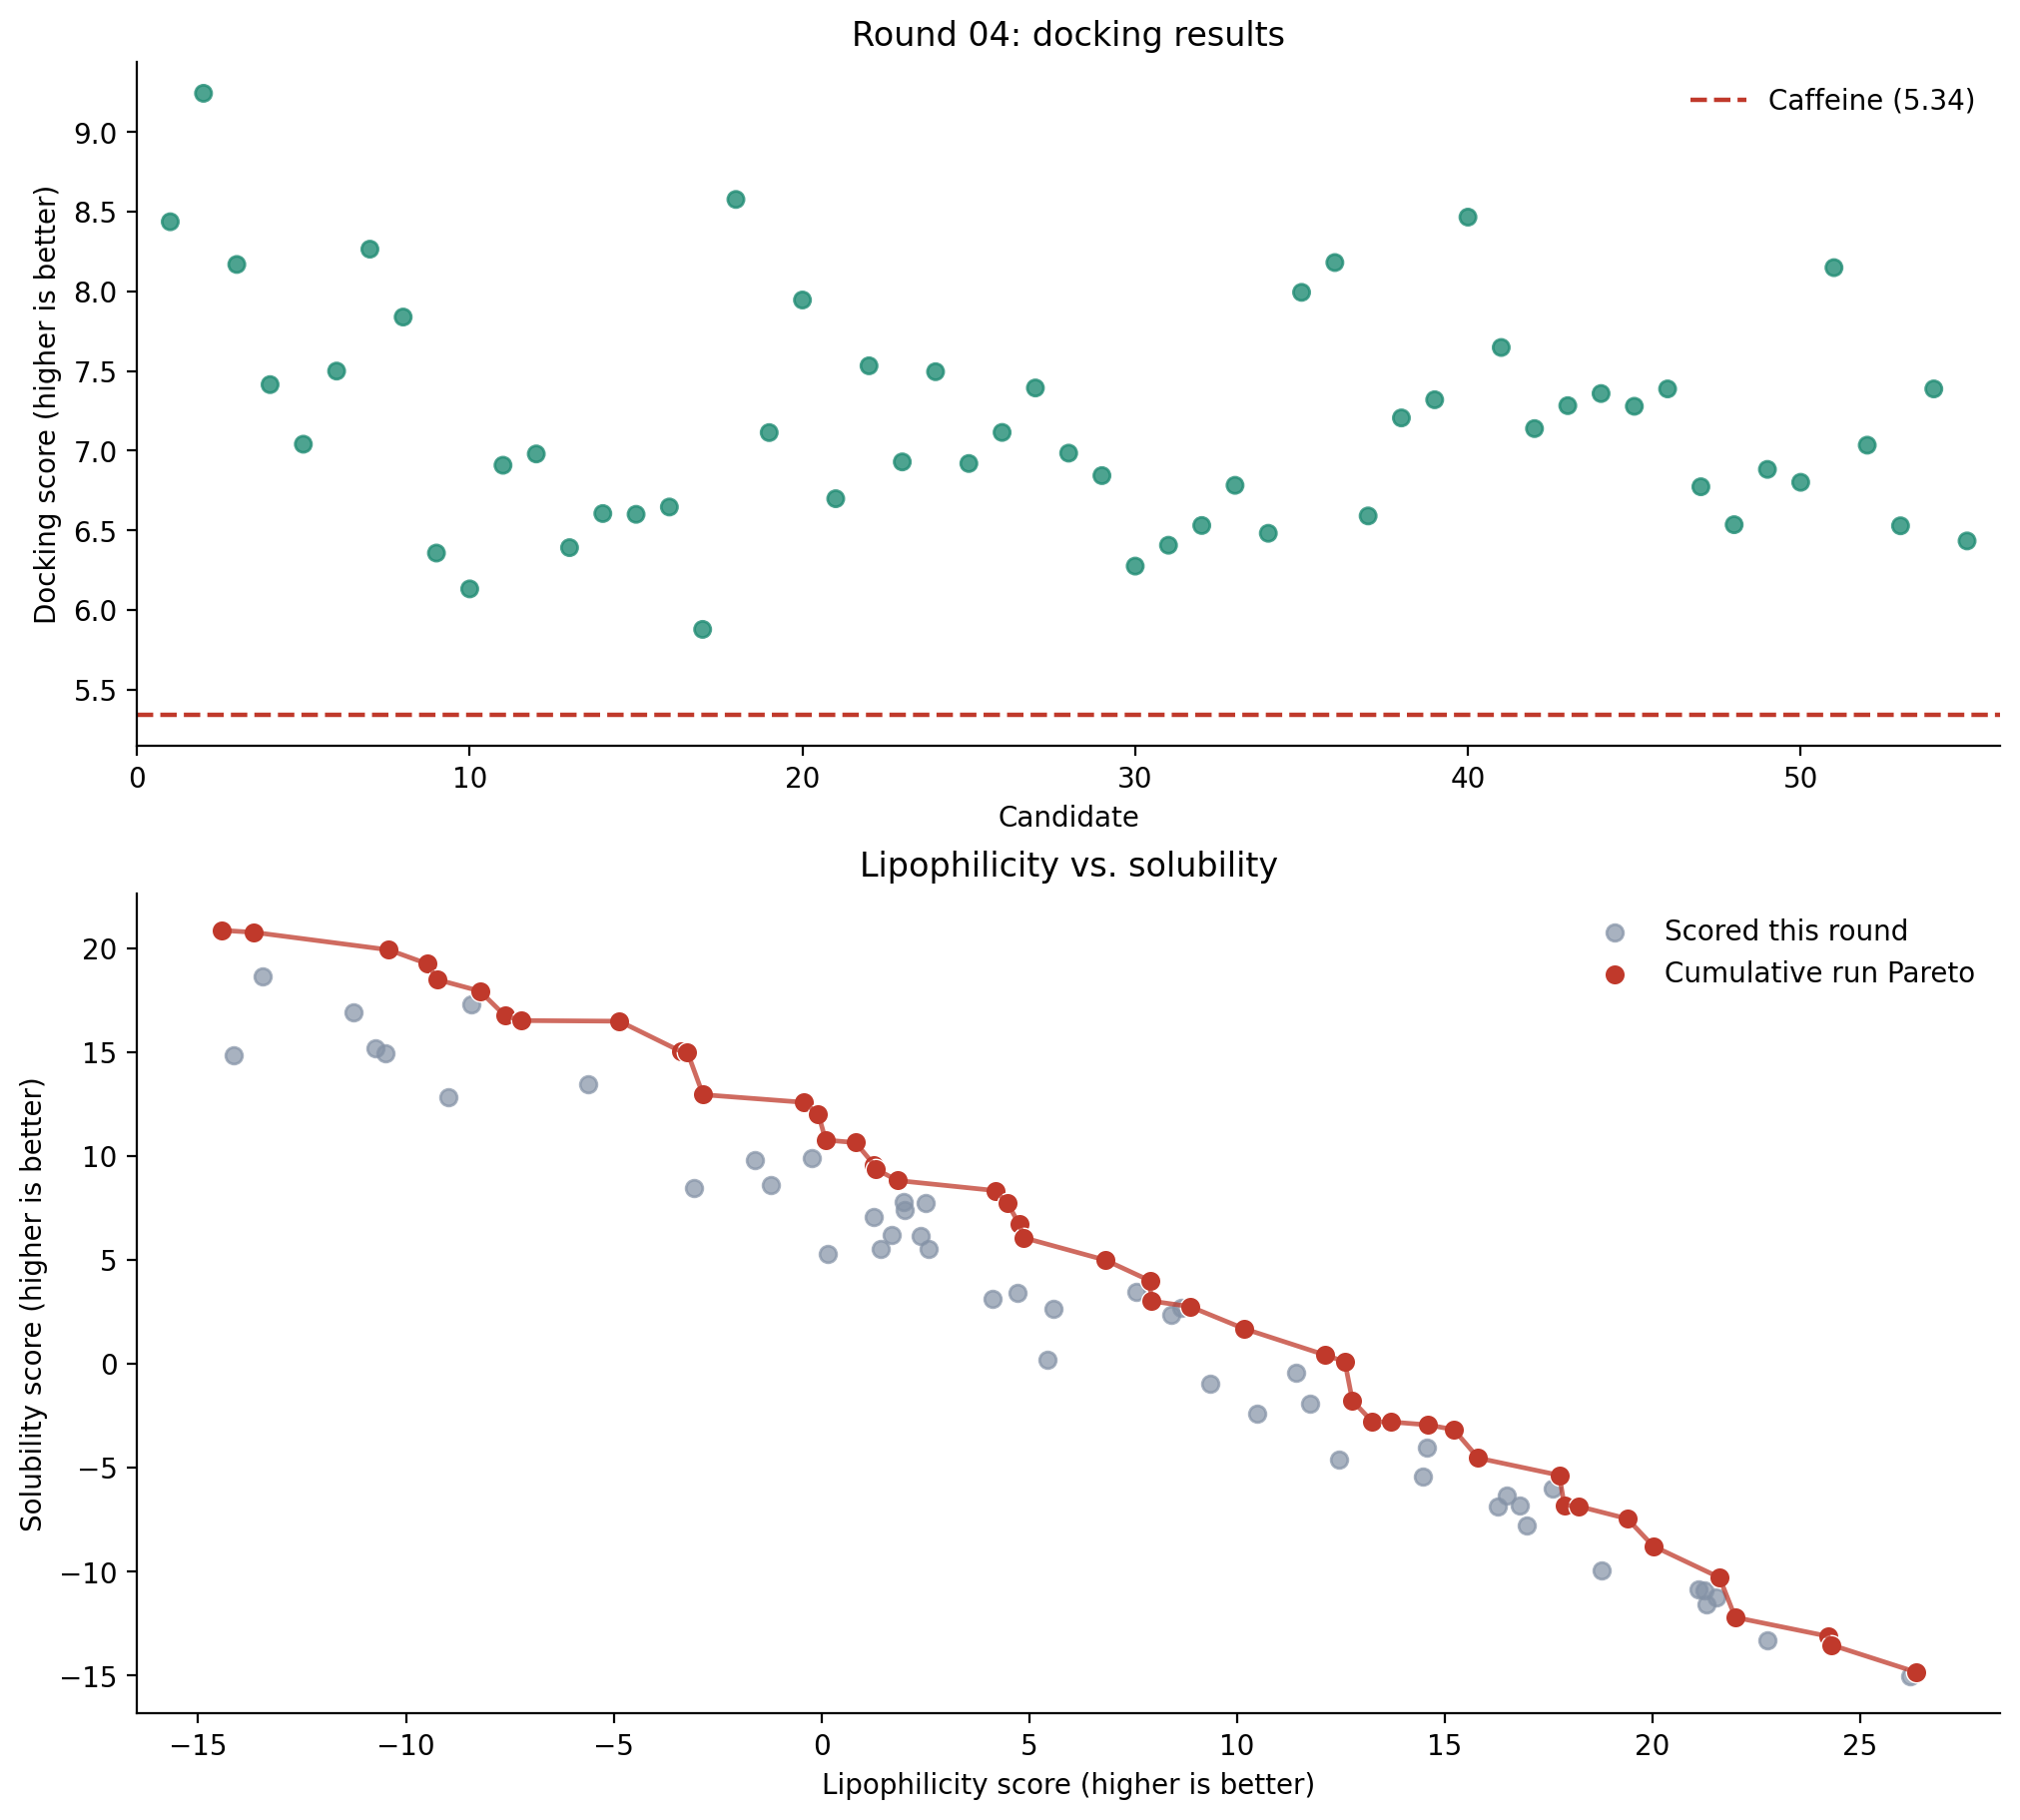 Round 04: docking results
Caffeine (5.34)
Docking score (higher is better)
9.0
8.5
8.0
7.5
7.0
6.5
6.0
5.5
0 10 20 30 40 50
Candidate
Lipophilicity vs. solubility
Scored this round
Cumulative run Pareto
Solubility score (higher is better)
20
15
10
5
0
−5
−10
−15
−15 −10 −5 0 5 10 15 20 25
Lipophilicity score (higher is better)